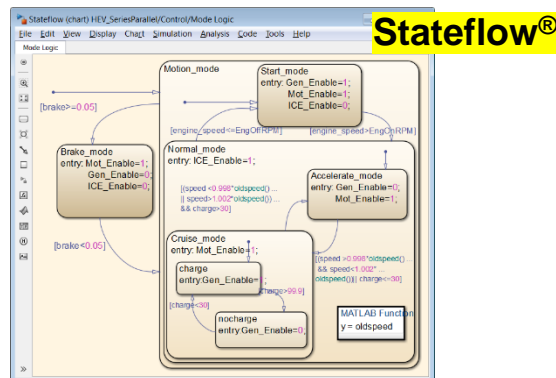 Stateflow (chart) HEV_SeriesParallel/Control/Mode Logic
Stateflow®
File Edit View Display Chart Simulation Analysis Code Tools Help
Mode Logic
Motion_mode
Start_mode
entry: Gen_Enable=1;
Mot_Enable=1;
ICE_Enable=0;
[brake>=0.05]
[engine_speed<=EngOffRPM]
[engine_speed>EngOnRPM]
Brake_mode
entry: Mot_Enable=1;
Gen_Enable=0;
ICE_Enable=0;
Normal_mode
entry: ICE_Enable=1;
Accelerate_mode
entry: Gen_Enable=0;
Mot_Enable=1;
[(speed <0.998*oldspeed() ...
|| speed>1.002*oldspeed()) ...
&& charge>30]
[brake<0.05]
Cruise_mode
entry: Mot_Enable=1;
[(speed >0.998*oldspeed() ...
&& speed<1.002* ...
oldspeed())|| charge<=30]
charge
entry:Gen_Enable=
[charge>99.9]
[charge<30]
nocharge
entry:Gen_Enable=0;
MATLAB Function
y = oldspeed